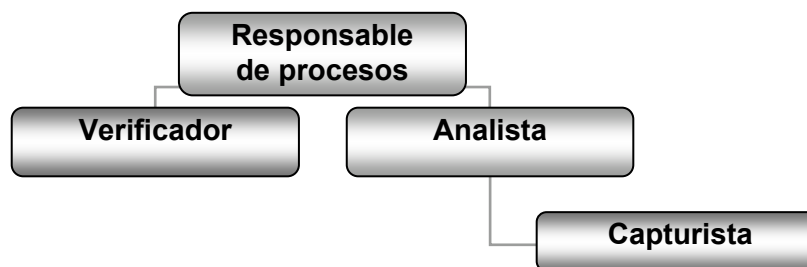 Responsable
de procesos
Verificador
Analista
Capturista